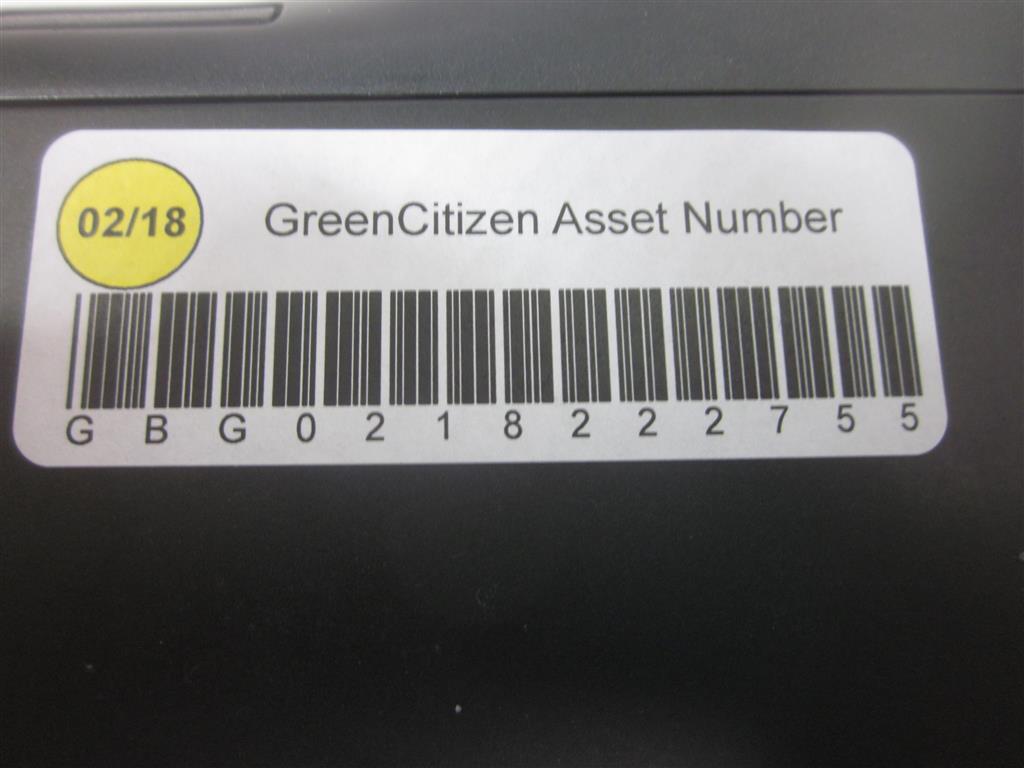 02/18
GreenCitizen Asset Number
G B G 0 2 1 8 2 2 2 7 5 5